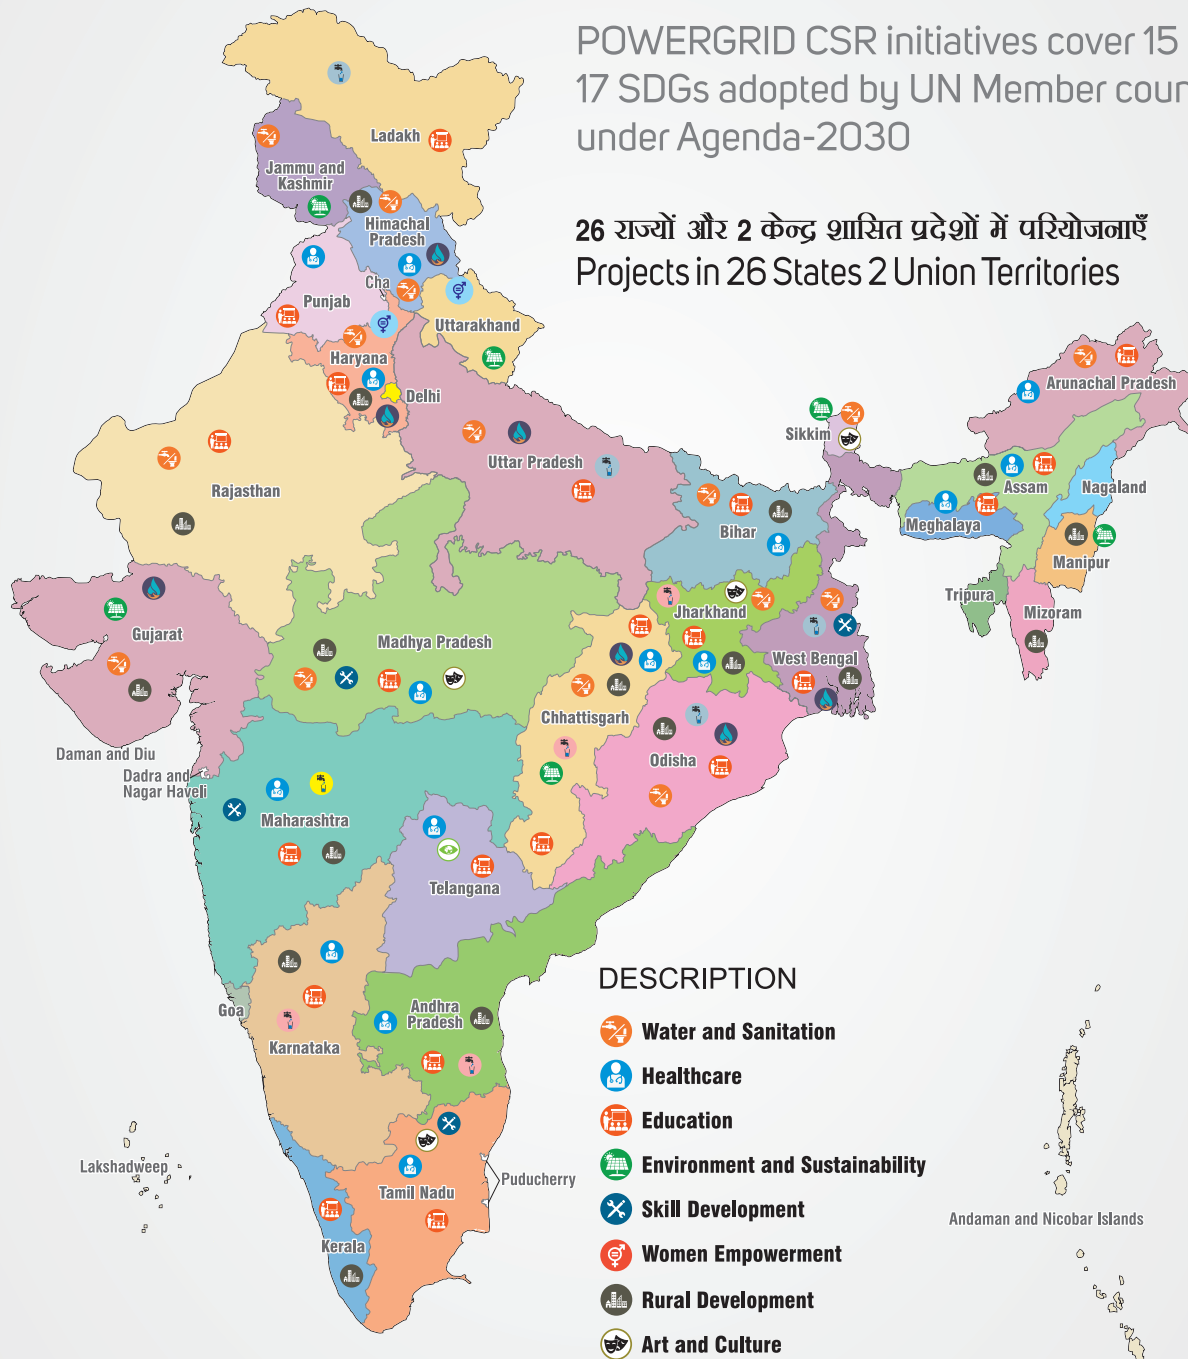 POWERGRID CSR initiatives cover 15
17 SDGs adopted by UN Member coun
under Agenda-2030
26 राज्यों और 2 केन्द्र शासित प्रदेशों में परियोजनाएँ
Projects in 26 States 2 Union Territories
Ladakh
Jammu and
Kashmir
Himachal
Pradesh
Cha
Punjab
Uttarakhand
Haryana
Delhi
Arunachal Pradesh
Sikkim
Uttar Pradesh
Rajasthan
Assam
Nagaland
Meghalaya
Bihar
Manipur
Tripura
Mizoram
Jharkhand
Gujarat
Madhya Pradesh
West Bengal
Chhattisgarh
Daman and Diu
Odisha
Dadra and
Nagar Haveli
Maharashtra
Telangana
Goa
Andhra
Pradesh
Karnataka
Lakshadweep
Tamil Nadu
Puducherry
Kerala
Andaman and Nicobar Islands
DESCRIPTION
Water and Sanitation
Healthcare
Education
Environment and Sustainability
Skill Development
Women Empowerment
Rural Development
Art and Culture